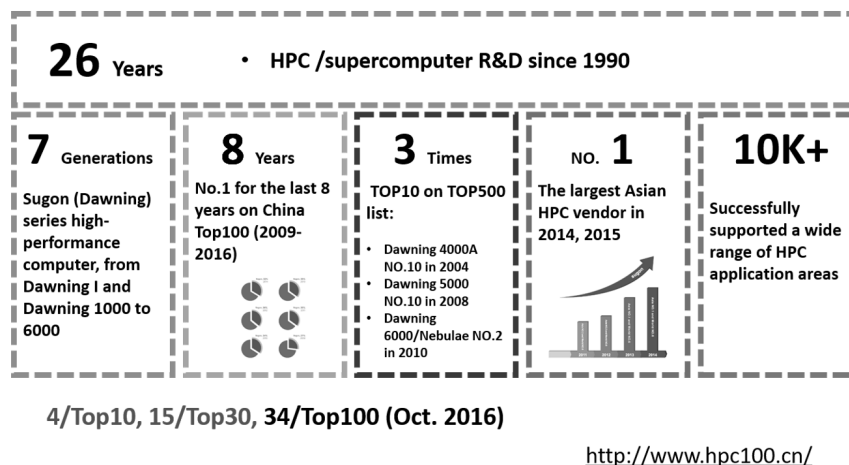 26 Years
• HPC /supercomputer R&D since 1990
7 Generations
Sugon (Dawning)
series high-
performance
computer, from
Dawning I and
Dawning 1000 to
6000
8 Years
No.1 for the last 8
years on China
Top100 (2009-
2016)
3 Times
TOP10 on TOP500
list:
• Dawning 4000A
NO.10 in 2004
• Dawning 5000
NO.10 in 2008
• Dawning
6000/Nebulae NO.2
in 2010
NO. 1
The largest Asian
HPC vendor in
2014, 2015
2011 2012 2013 2014
10K+
Successfully
supported a wide
range of HPC
application areas
4/Top10, 15/Top30, 34/Top100 (Oct. 2016)
http://www.hpc100.cn/